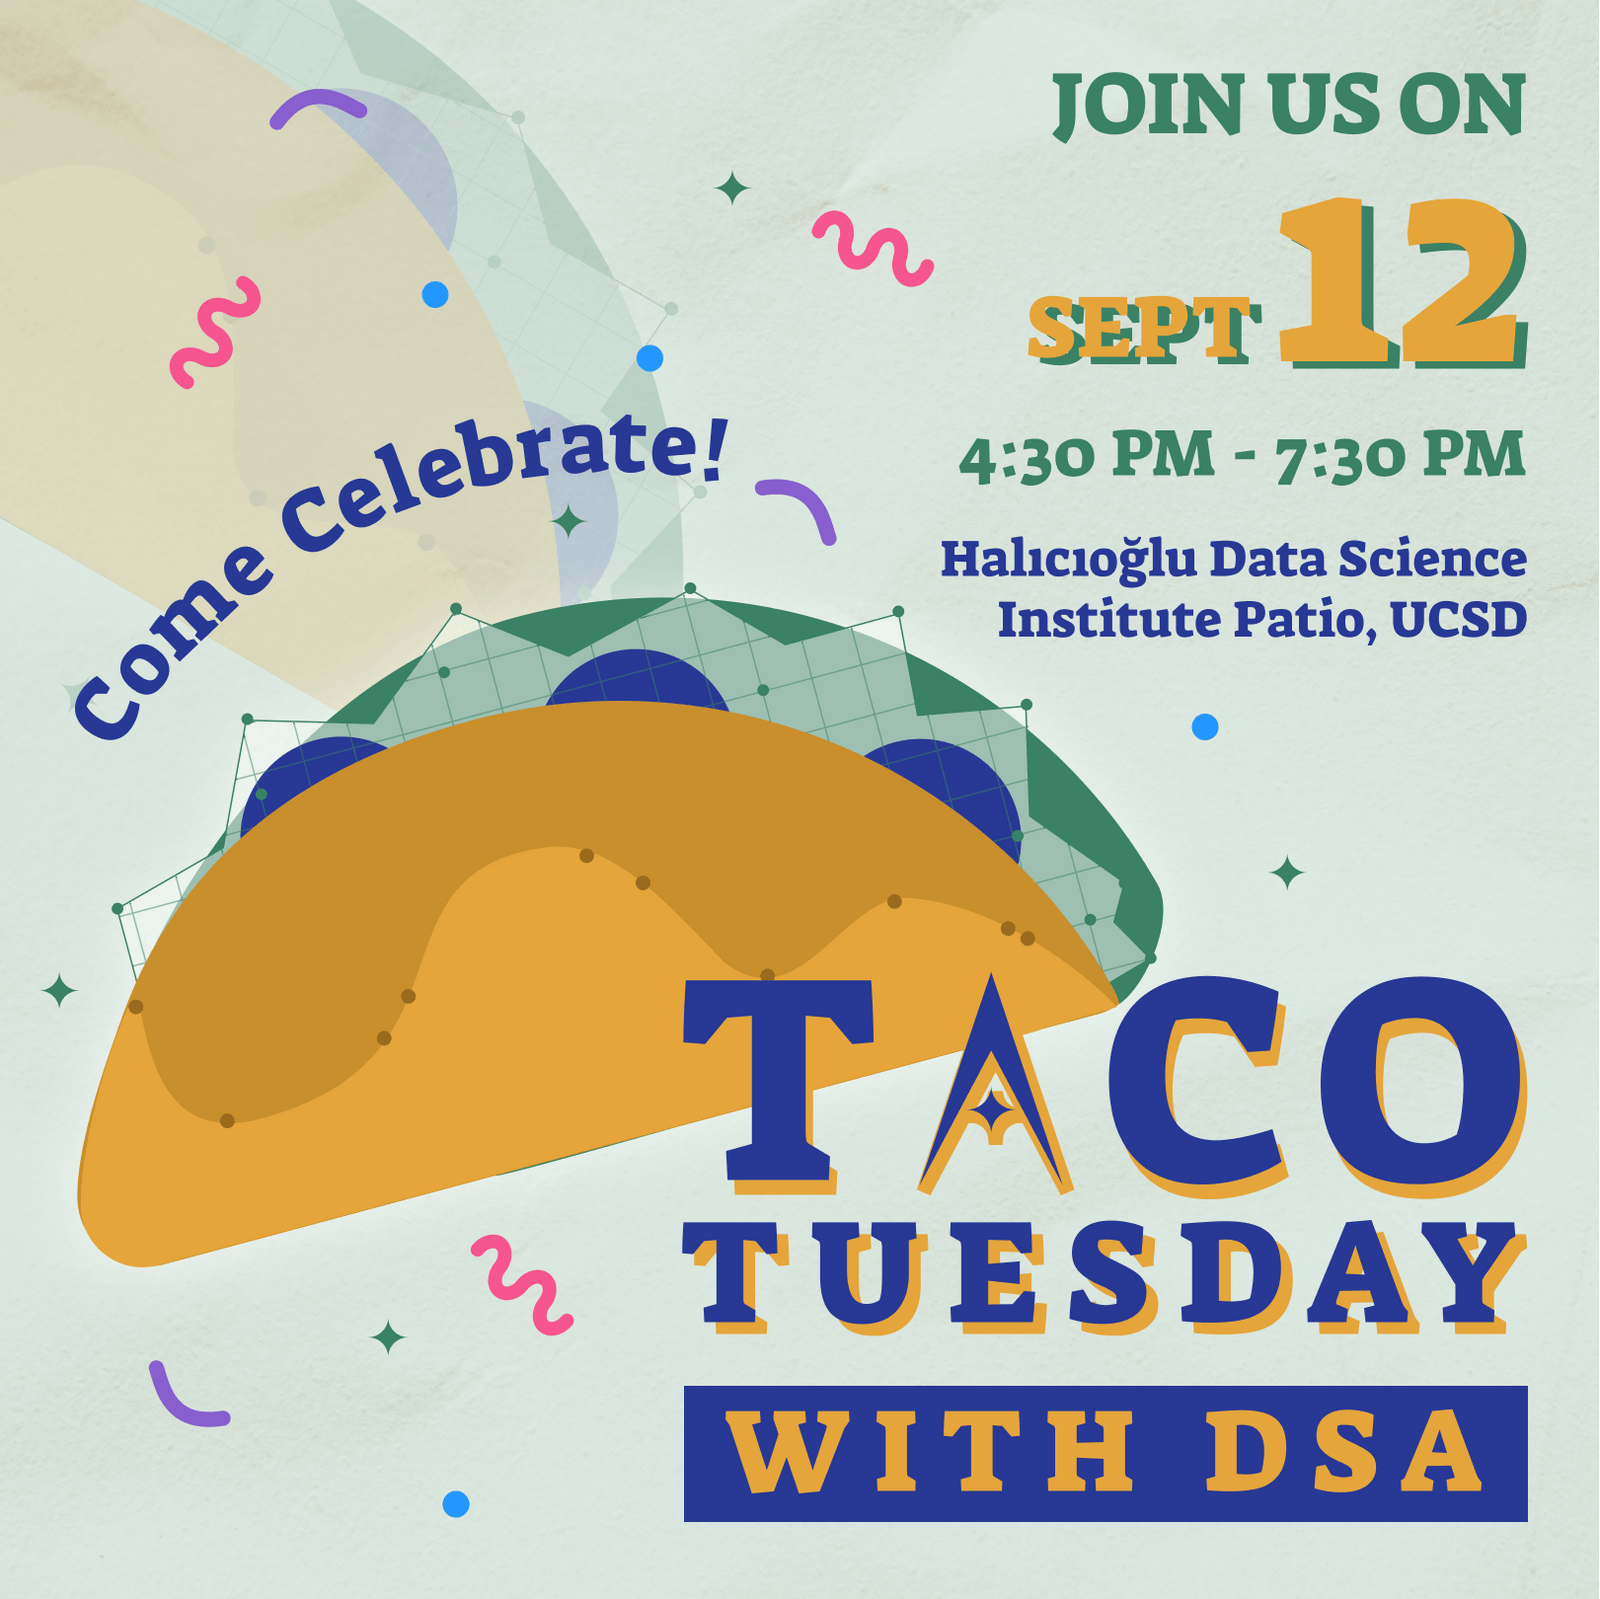 JOIN US ON
SEPT 12
4:30 PM - 7:30 PM
Halıcıoğlu Data Science
Institute Patio, UCSD
Come Celebrate!
TACO
TUESDAY
WITH DSA